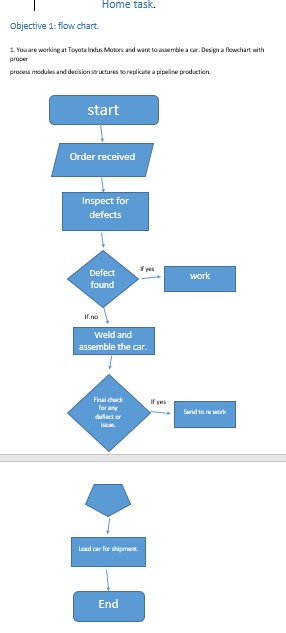 Home task.
Objective 1: flow chart.
1. You are working at Toyota Indus Motors and want to assemble a car. Design a flowchart with
proper
process modules and decision structures to replicate a pipeline production.
start
Order received
Inspect for
defects
Defect
found
If yes
work
If no
Weld and
assemble the car.
Final check
for any
deffect or
issue.
If yes
Send to re work
Load car for shipment.
End